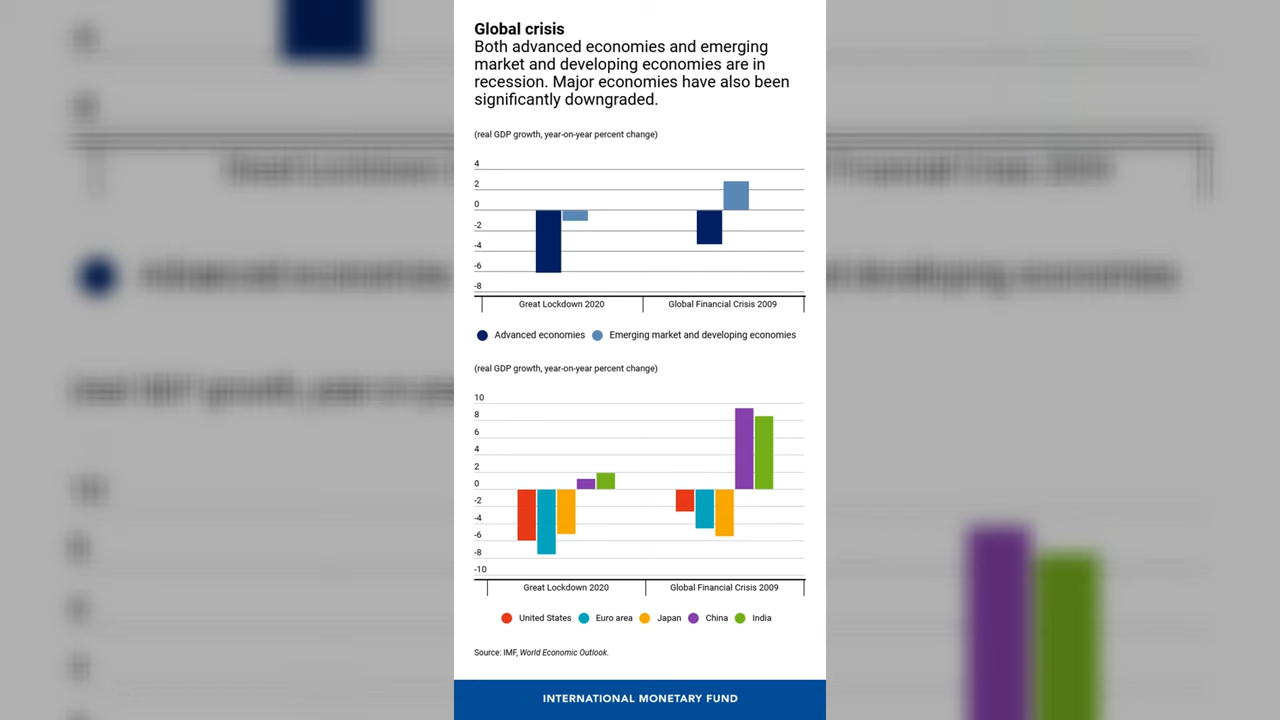 Global crisis
Both advanced economies and emerging
market and developing economies are in
recession. Major economies have also been
significantly downgraded.
(real GDP growth, year-on-year percent change)
4
2
0
-2
-4
-6
-8
Great Lockdown 2020
Global Financial Crisis 2009
Advanced economies
Emerging market and developing economies
(real GDP growth, year-on-year percent change)
10
8
6
4
2
0
-2
-4
-6
-8
-10
Great Lockdown 2020
Global Financial Crisis 2009
United States
Euro area
Japan
China
India
Source: IMF, World Economic Outlook.
INTERNATIONAL MONETARY FUND